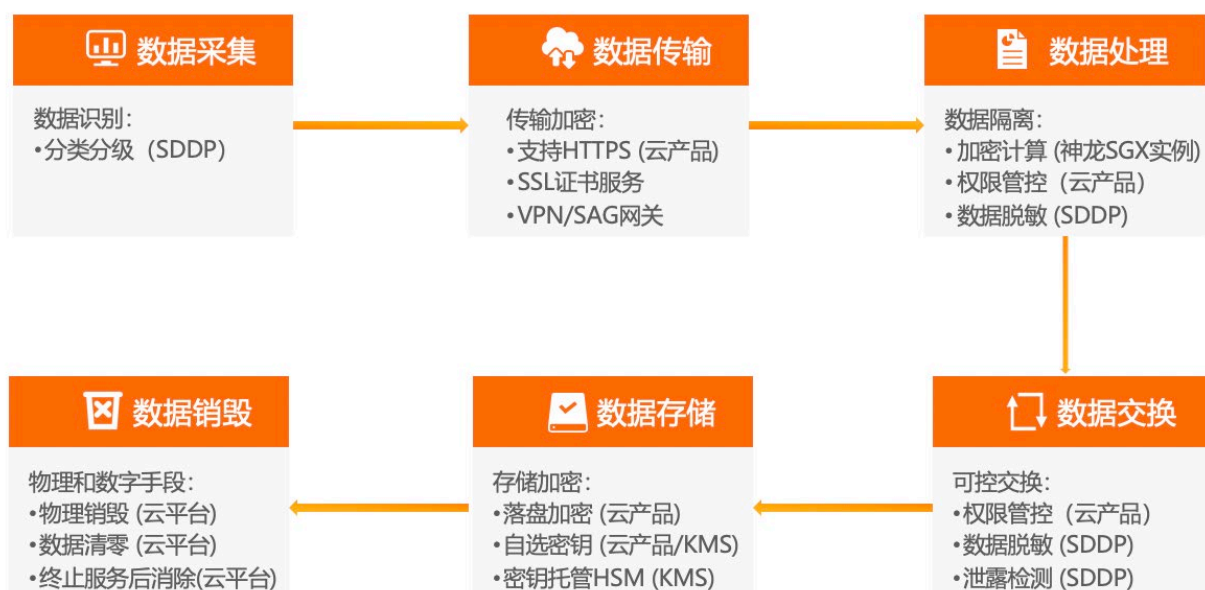 数据采集
数据识别：
•分类分级（SDDP）
数据传输
传输加密：
•支持HTTPS (云产品)
•SSL证书服务
•VPN/SAG网关
数据处理
数据隔离：
•加密计算 (神龙SGX实例)
•权限管控（云产品）
•数据脱敏 (SDDP)
数据交换
可控交换：
•权限管控（云产品）
•数据脱敏 (SDDP)
•泄露检测 (SDDP)
数据存储
存储加密：
•落盘加密 (云产品)
•自选密钥 (云产品/KMS)
•密钥托管HSM (KMS)
数据销毁
物理和数字手段：
•物理销毁 (云平台)
•数据清零 (云平台)
•终止服务后消除(云平台)